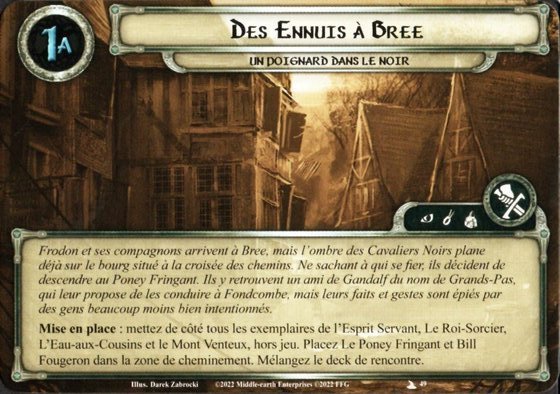 1A
DES ENNUIS À BREE
UN POIGNARD DANS LE NOIR
Frodon et ses compagnons arrivent à Bree, mais l'ombre des Cavaliers Noirs plane
déjà sur le bourg situé à la croisée des chemins. Ne sachant à qui se fier, ils décident de
descendre au Poney Fringant. Ils y retrouvent un ami de Gandalf du nom de Grands-Pas,
qui leur propose de les conduire à Fondcombe, mais leurs faits et gestes sont épiés par
des gens beaucoup moins bien intentionnés.
Mise en place : mettez de côté tous les exemplaires de l'Esprit Servant, Le Roi-Sorcier,
L'Eau-aux-Cousins et le Mont Venteux, hors jeu. Placez Le Poney Fringant et Bill
Fougeron dans la zone de cheminement. Mélangez le deck de rencontre.
Illus. Darek Zabrocki ©2022 Middle-earth Enterprises ©2022 FFG 49